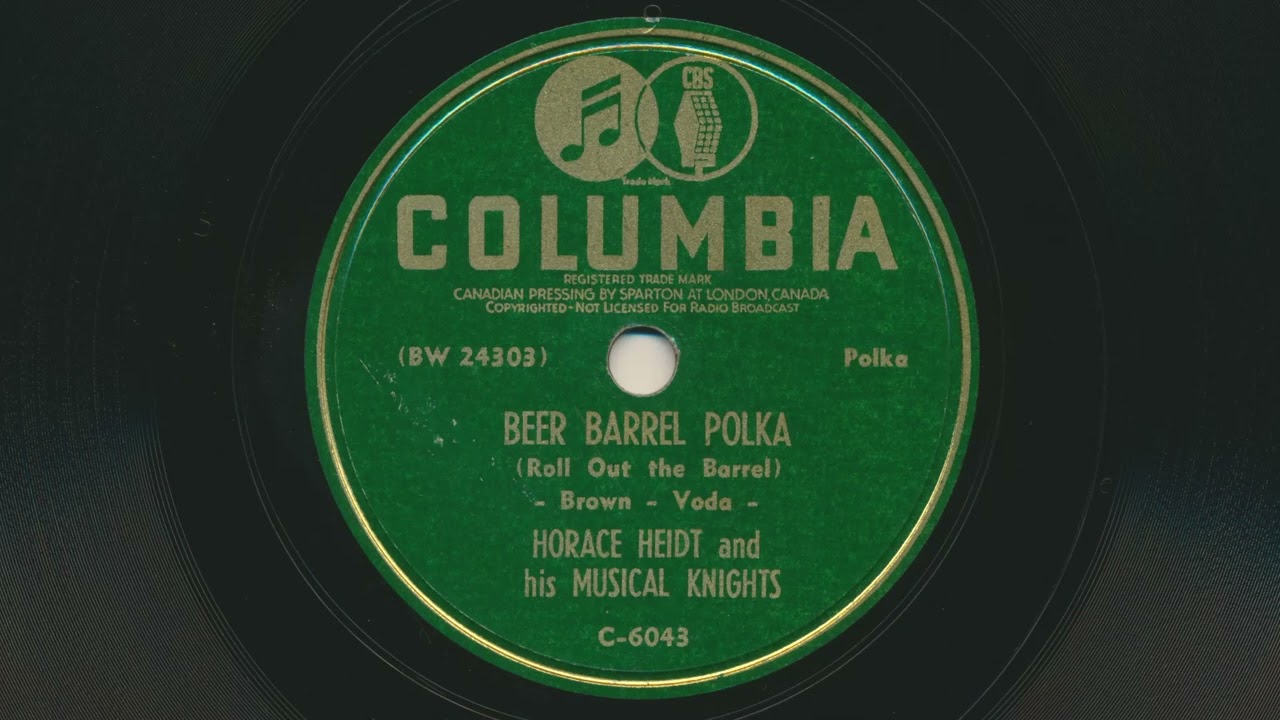 CBS
Trade Mark
COLUMBIA
REGISTERED TRADE MARK
CANADIAN PRESSING BY SPARTON AT LONDON, CANADA
COPYRIGHTED - NOT LICENSED FOR RADIO BROADCAST
(BW 24303)
Polka
BEER BARREL POLKA
(Roll Out the Barrel)
- Brown - Voda -
HORACE HEIDT and
his MUSICAL KNIGHTS
C-6043